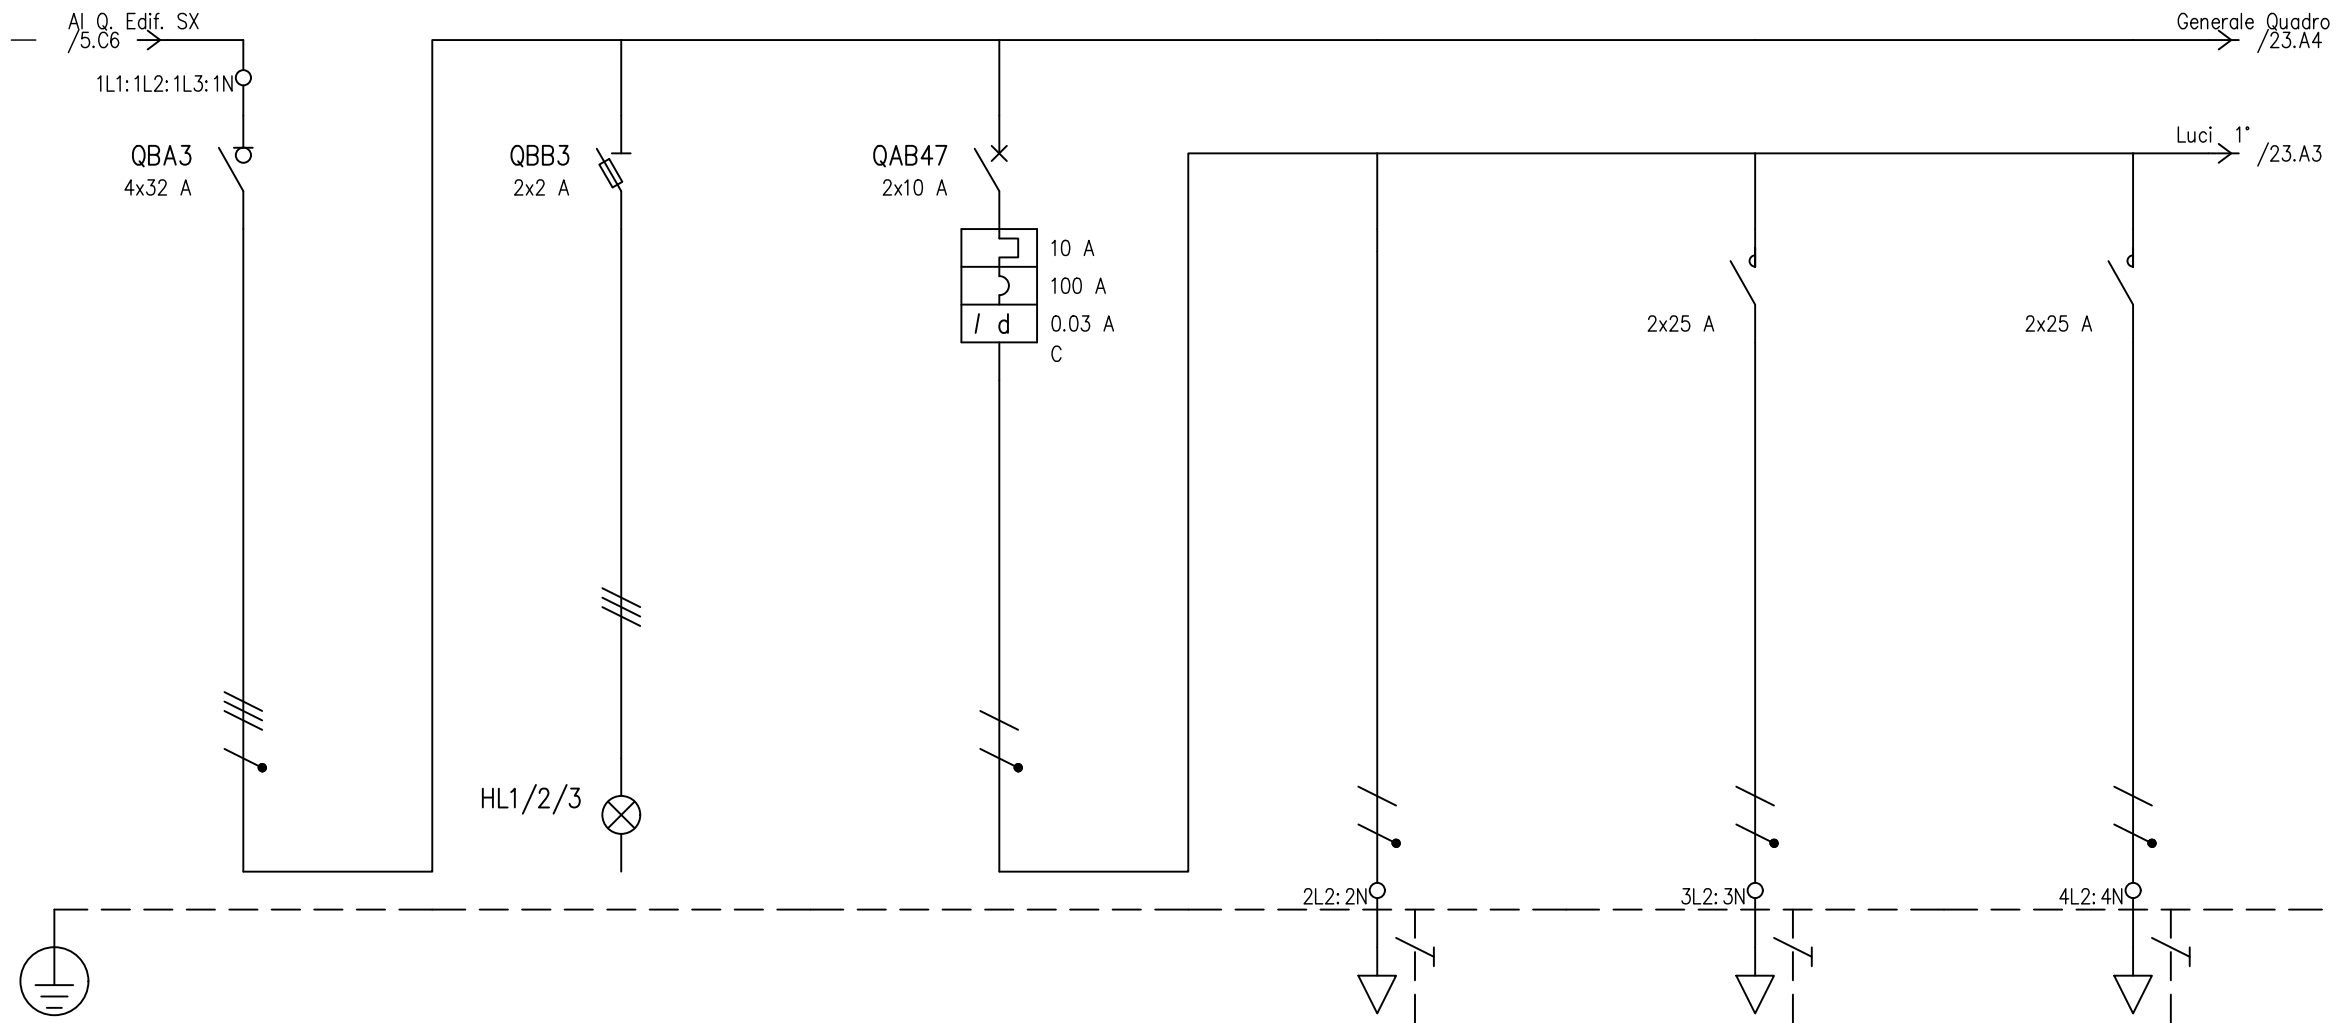 Al Q. Edif. SX
/5.C6
Generale Quadro
/23.A4
1L1:1L2:1L3:1N
Luci 1°
/23.A3
QBA3
4x32 A
QBB3
2x2 A
QAB47
2x10 A
10 A
100 A
I d
0.03 A
C
2x25 A
2x25 A
HL1/2/3
2L2:2N
3L2:3N
4L2:4N